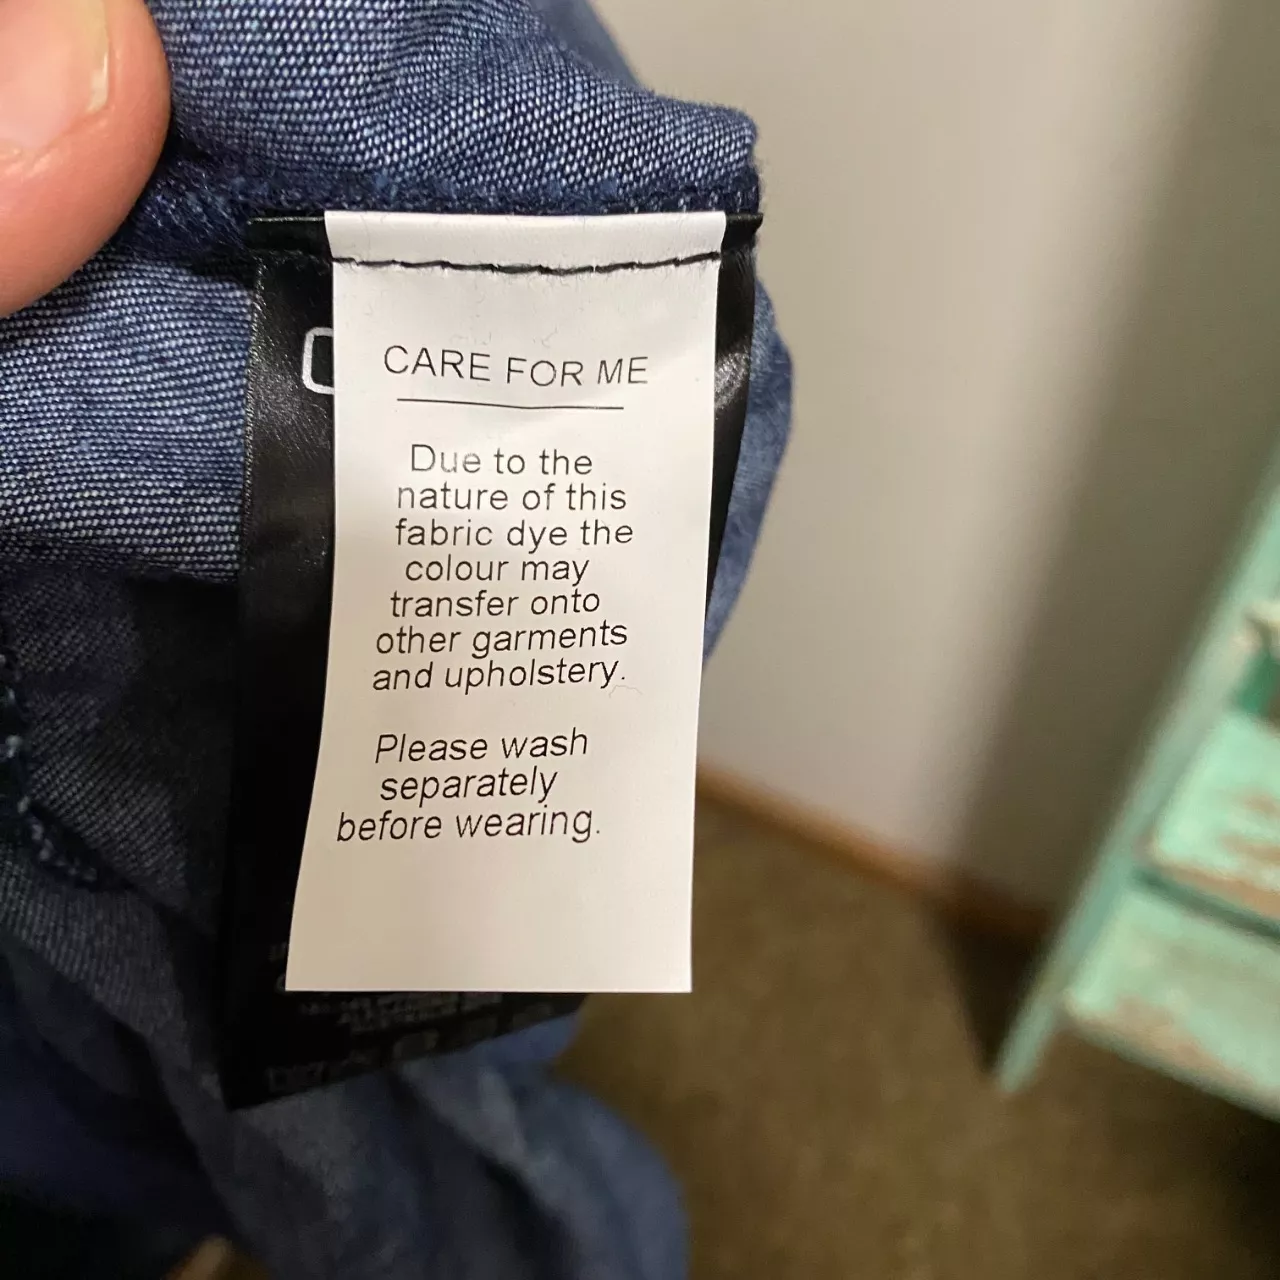 CARE FOR ME
Due to the
nature of this
fabric dye the
colour may
transfer onto
other garments
and upholstery.
Please wash
separately
before wearing.